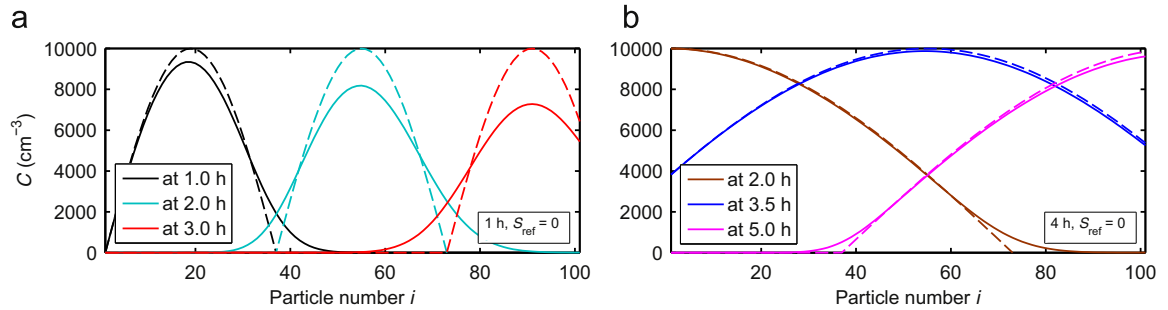 a
b
C (cm⁻³)
10000
8000
6000
4000
2000
0
at 1.0 h
at 2.0 h
at 3.0 h
1 h, S_ref = 0
20
40
60
80
100
Particle number i
10000
8000
6000
4000
2000
0
at 2.0 h
at 3.5 h
at 5.0 h
4 h, S_ref = 0
20
40
60
80
100
Particle number i